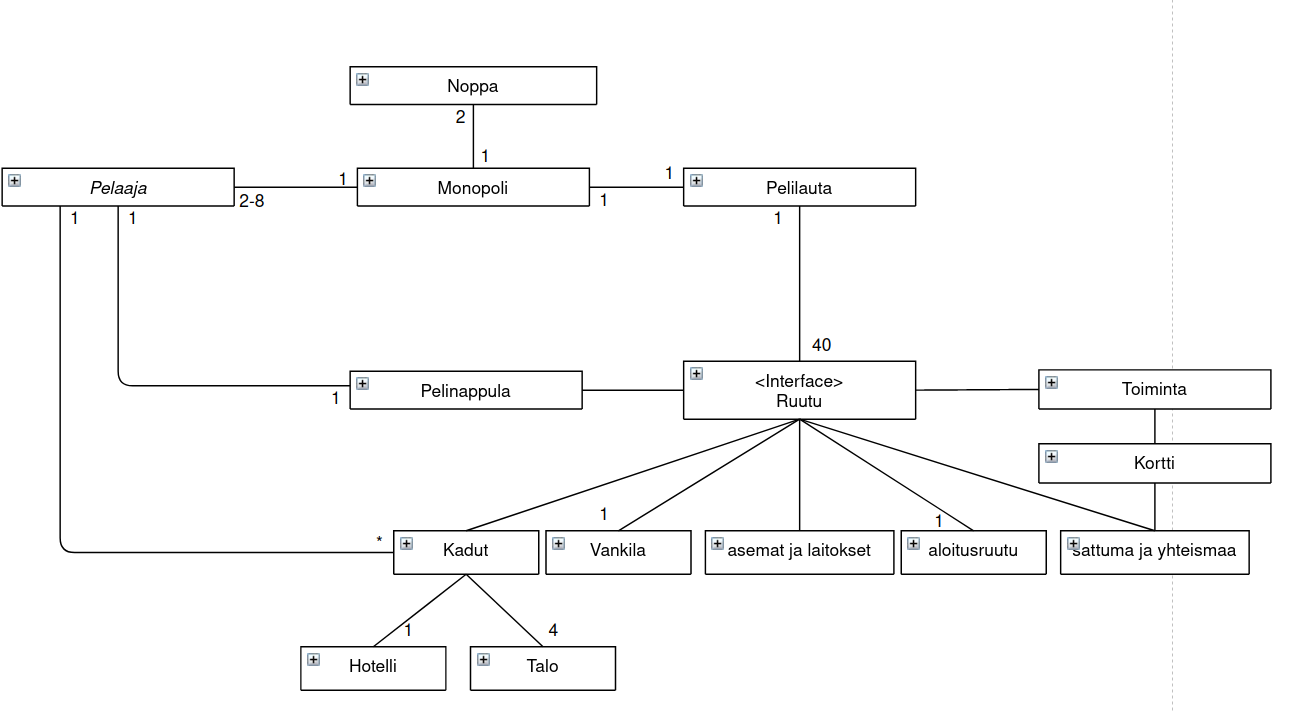 Noppa
2
1
Pelaaja
2-8
1
Monopoli
1
1
Pelilauta
1
1
1
40
Pelinappula
1
<Interface>
Ruutu
Toiminta
Kortti
*
Kadut
1
Vankila
asemat ja laitokset
1
aloitusruutu
sattuma ja yhteismaa
1
4
Hotelli
Talo